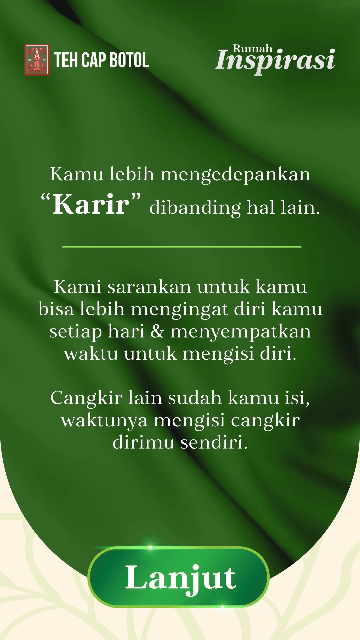 TEH CAP BOTOL
Rumah
Inspirasi
Kamu lebih mengedepankan
“Karir” dibanding hal lain.
Kami sarankan untuk kamu
bisa lebih mengingat diri kamu
setiap hari & menyempatkan
waktu untuk mengisi diri.
Cangkir lain sudah kamu isi,
waktunya mengisi cangkir
dirimu sendiri.
Lanjut